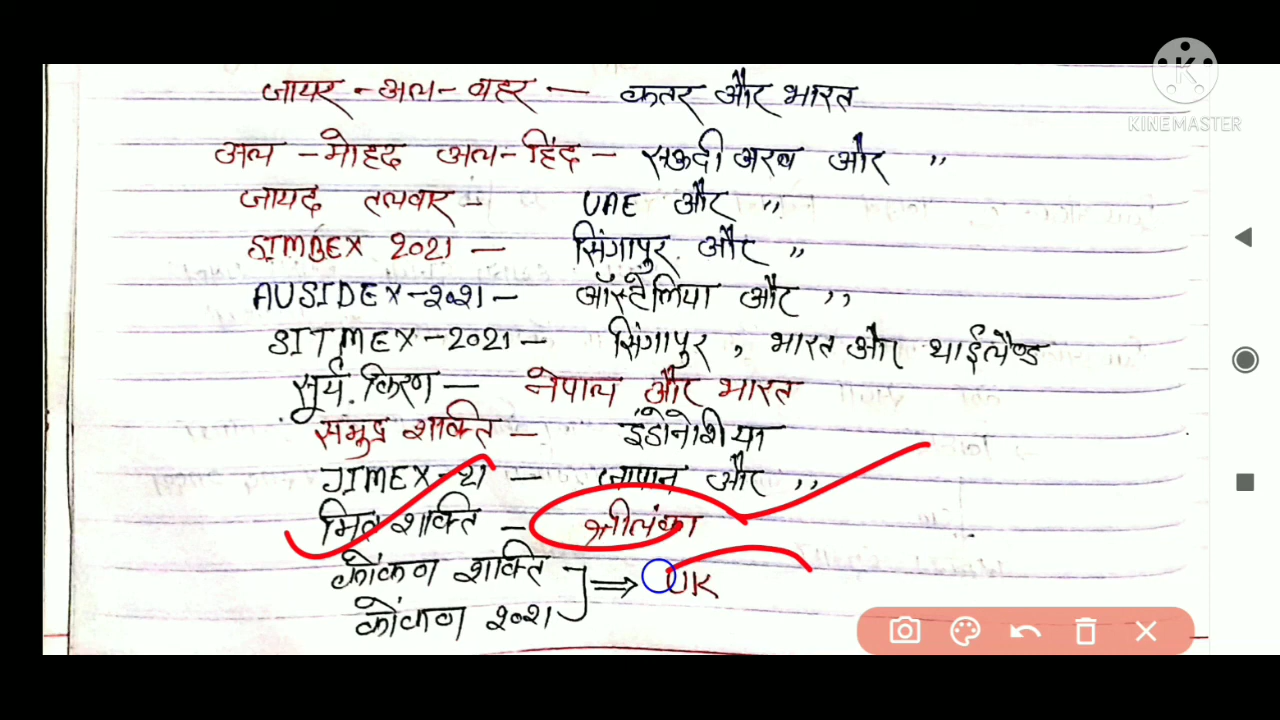 KINEMASTER
जायर - अल - बहर — कतर और भारत
अल - मोहद अल - हिंद - सऊदी अरब और ,,
जायद तलवार - UAE और ,,
SIMBEX 2021 — सिंगापुर और ,,
AUSIDEX - 2021 - ऑस्ट्रेलिया और ,,
SITMEX - 2021 - सिंगापुर , भारत और थाईलैण्ड
सूर्य किरण — नेपाल और भारत
समुद्र शक्ति - इंडोनेशिया
JIMEX - 21 - जापान और ,,
मित्र शक्ति - श्रीलंका
कोंकण शक्ति
कोंकण 2021 ⇒ UK